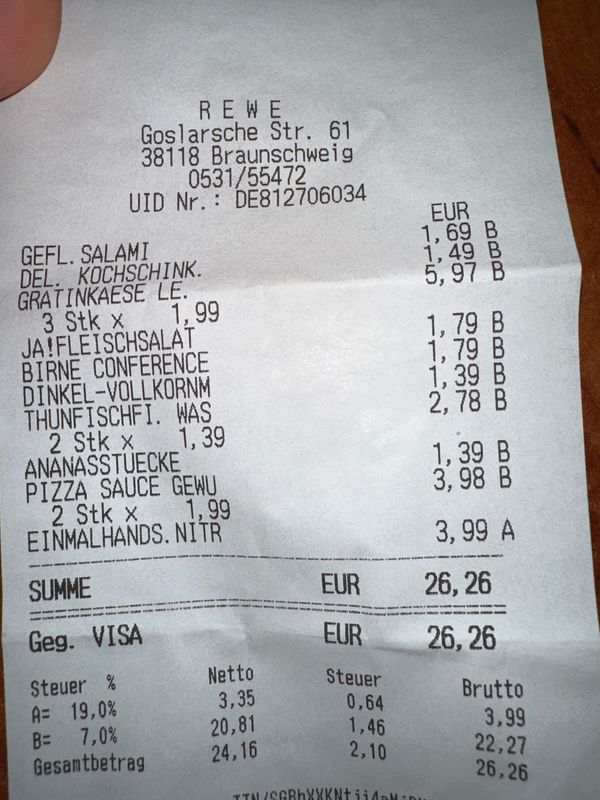 R E W E
Goslarsche Str. 61
38118 Braunschweig
0531/55472
UID Nr.: DE812706034
EUR
GEFL.SALAMI 1,69 B
DEL. KOCHSCHINK. 1,49 B
GRATINKAESE LE. 5,97 B
3 Stk x 1,99
JA!FLEISCHSALAT 1,79 B
BIRNE CONFERENCE 1,79 B
DINKEL-VOLLKORNM 1,39 B
THUNFISCHFI. WAS 2,78 B
2 Stk x 1,39
ANANASSTUECKE 1,39 B
PIZZA SAUCE GEWU 3,98 B
2 Stk x 1,99
EINMALHANDS.NITR 3,99 A
SUMME EUR 26,26
Geg. VISA EUR 26,26
Steuer % Netto Steuer Brutto
A= 19,0% 3,35 0,64 3,99
B= 7,0% 20,81 1,46 22,27
Gesamtbetrag 24,16 2,10 26,26